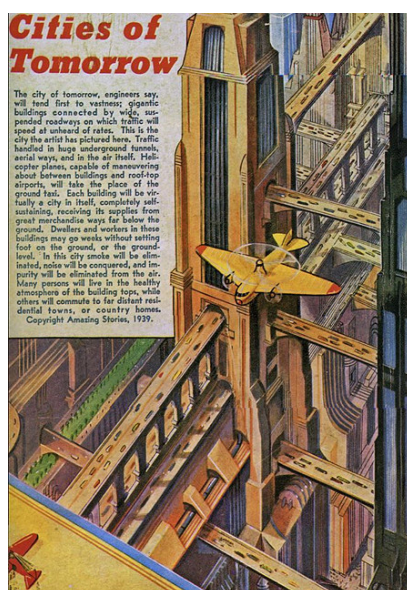 Cities of
Tomorrow
The city of tomorrow, engineers say,
will tend first to vastness; gigantic
buildings connected by wide, sus-
pended roadways on which traffic will
speed at unheard of rates. This is the
city the artist has pictured here. Traffic
handled in huge underground tunnels,
aerial ways, and in the air itself. Heli-
copter planes, capable of maneuvering
about between buildings and roof-top
airports, will take the place of the
ground taxi. Each building will be vir-
tually a city in itself, completely self-
sustaining, receiving its supplies from
great merchandise ways far below the
ground. Dwellers and workers in these
buildings may go weeks without setting
foot on the ground, or the ground-
level. In this city smoke will be elim-
inated, noise will be conquered, and im-
purity will be eliminated from the air.
Many persons will live in the healthy
atmosphere of the building tops, while
others will commute to far distant resi-
dential towns, or country homes.
Copyright Amazing Stories, 1939.